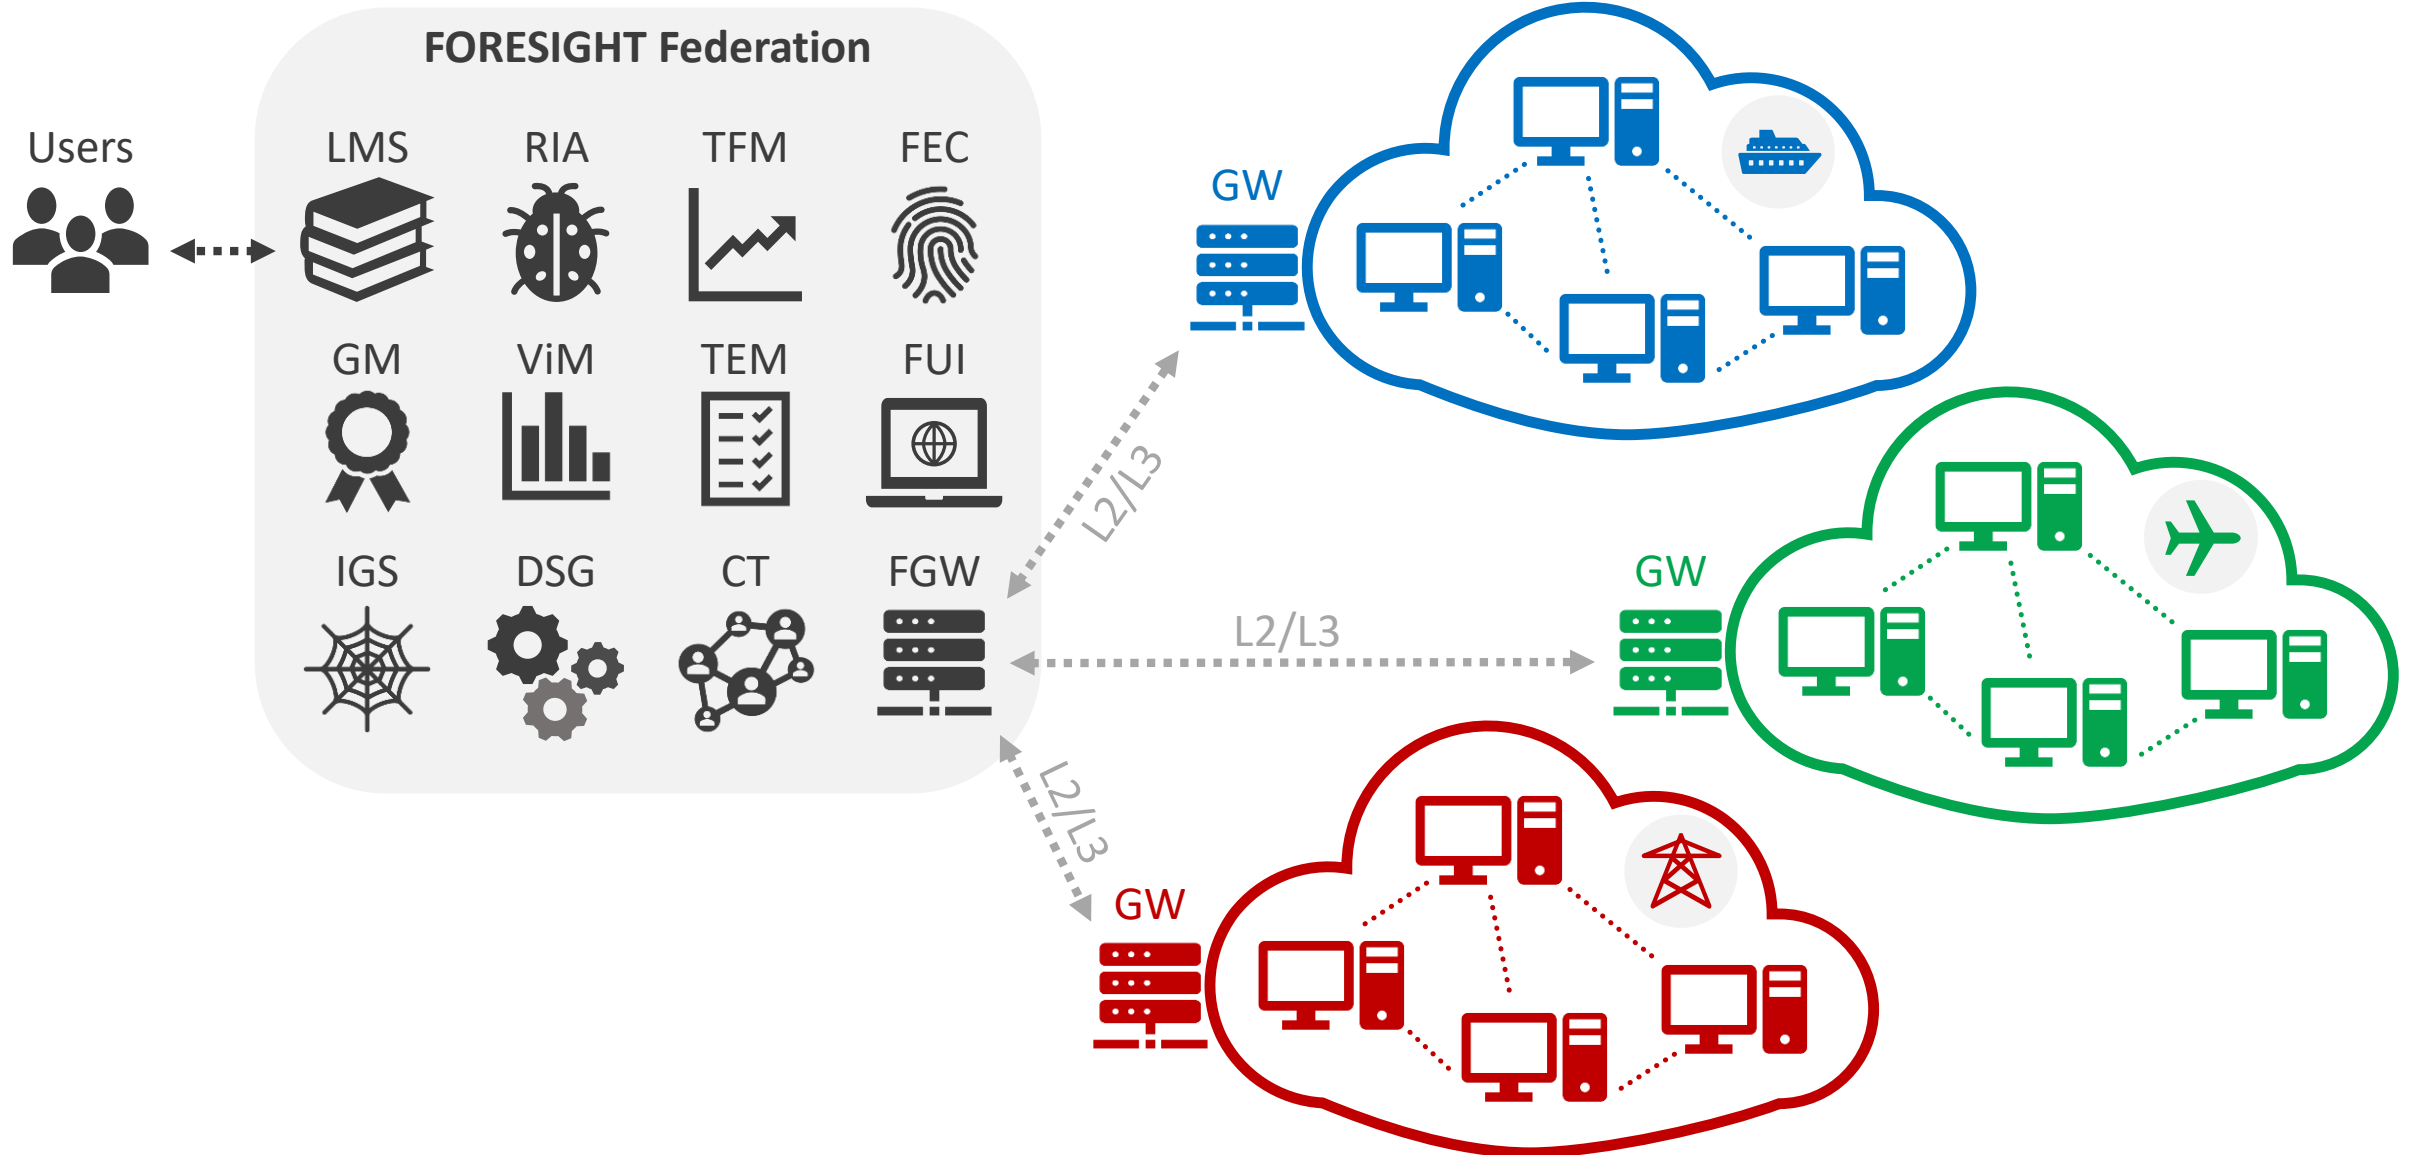 FORESIGHT Federation
Users
LMS RIA TFM FEC
GM ViM TEM FUI
IGS DSG CT FGW
L2/L3
L2/L3
L2/L3
GW
GW
GW